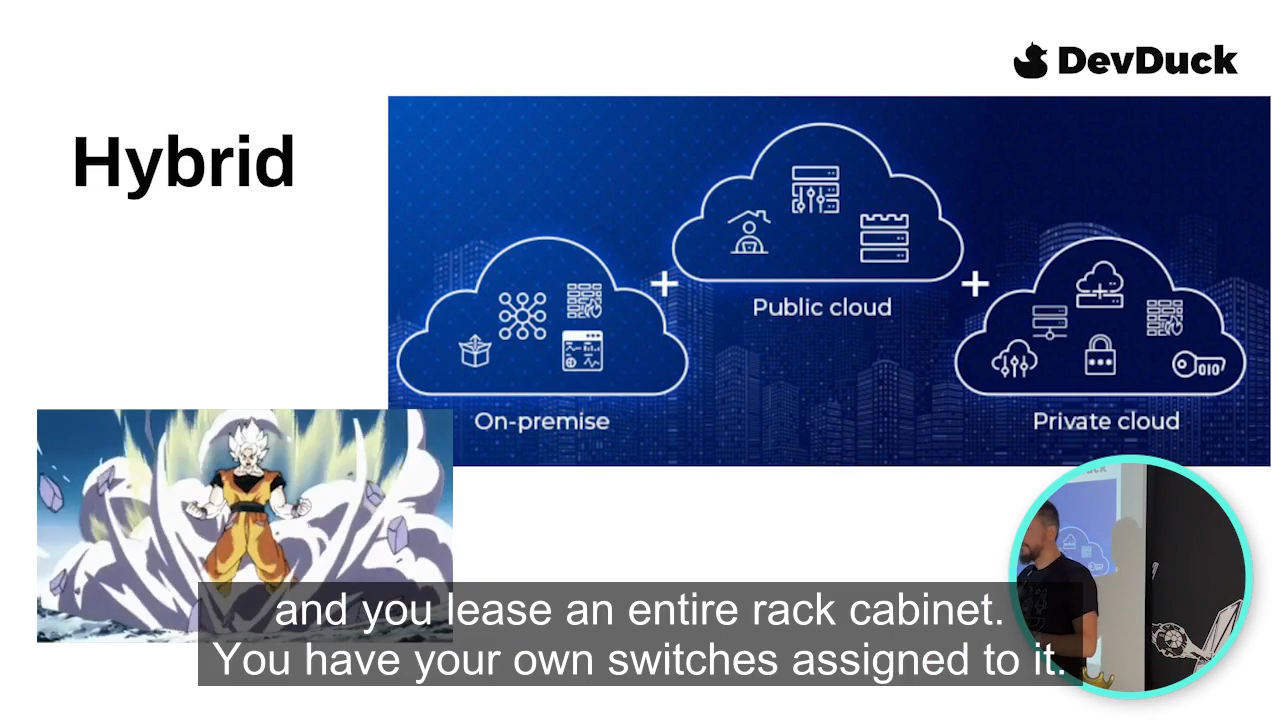 DevDuck
Hybrid
Public cloud
On-premise
Private cloud
010
and you lease an entire rack cabinet.
You have your own switches assigned to it.